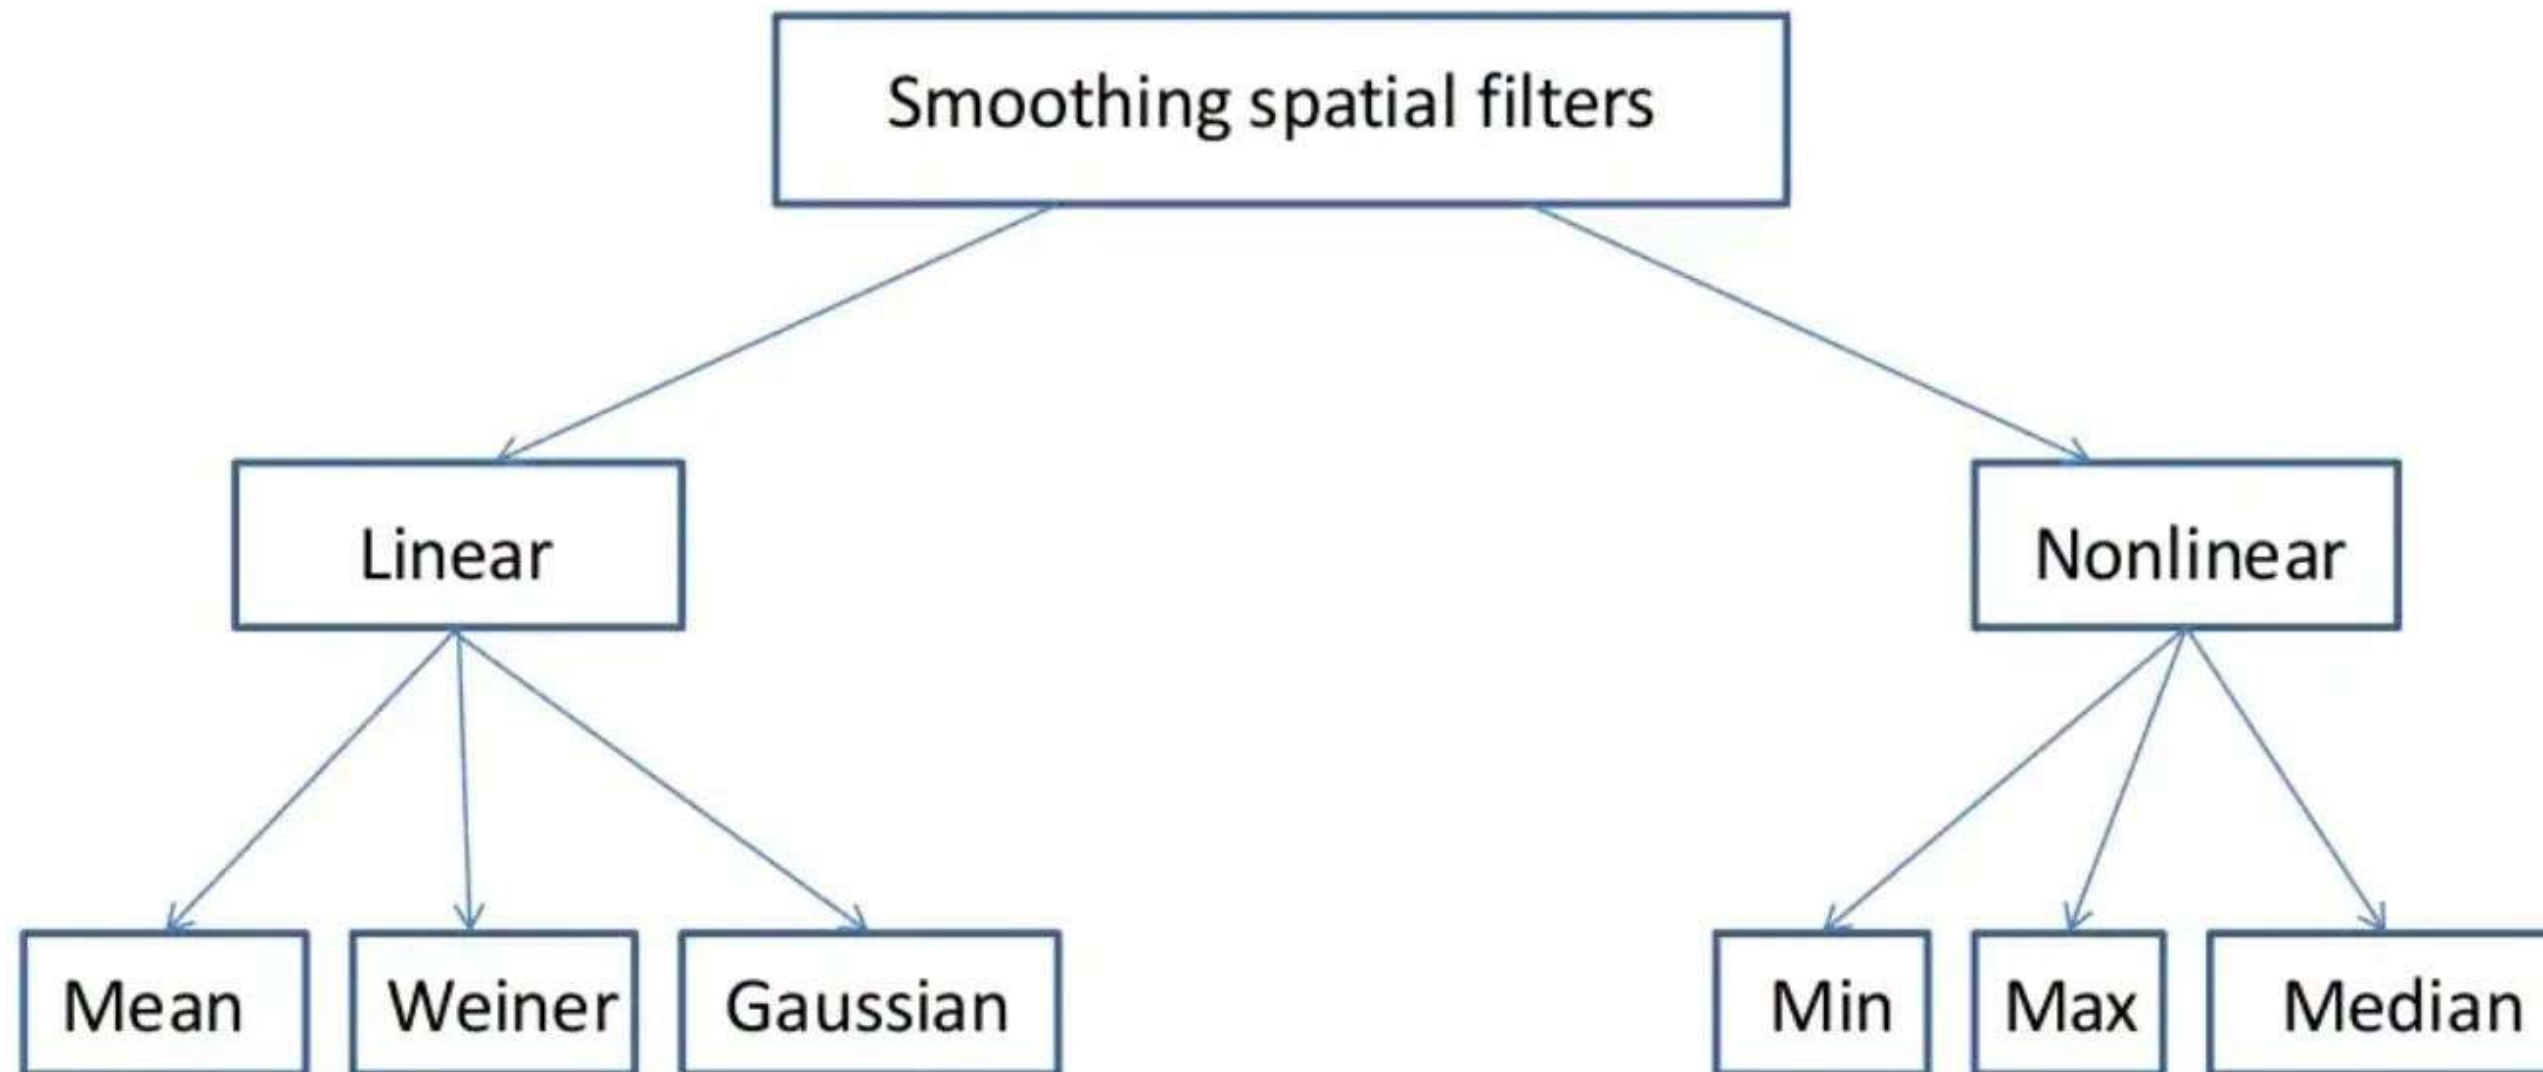 Smoothing spatial filters
Linear
Nonlinear
Mean
Weiner
Gaussian
Min
Max
Median